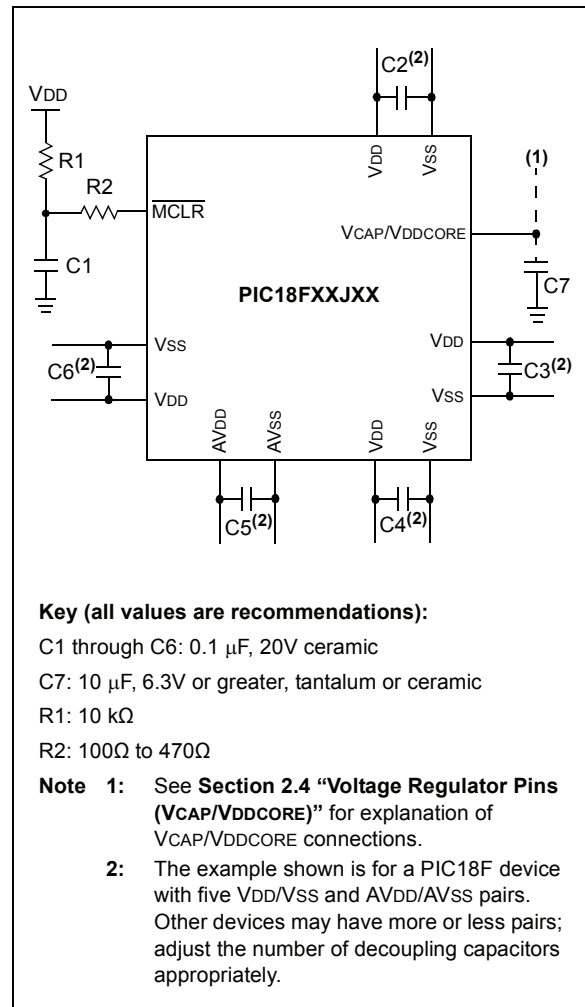 C2(2)
VDD
R1
R2
VDD
VSS
(1)
MCLR
VCAP/VDDCORE
C1
C7
PIC18FXXJXX
VSS
VDD
C6(2)
C3(2)
VDD
VSS
AVDD
AVSS
VDD
VSS
C5(2)
C4(2)
Key (all values are recommendations):
C1 through C6: 0.1 μF, 20V ceramic
C7: 10 μF, 6.3V or greater, tantalum or ceramic
R1: 10 kΩ
R2: 100Ω to 470Ω
Note 1: See Section 2.4 “Voltage Regulator Pins
(VCAP/VDDCORE)” for explanation of
VCAP/VDDCORE connections.
2: The example shown is for a PIC18F device
with five VDD/VSS and AVDD/AVSS pairs.
Other devices may have more or less pairs;
adjust the number of decoupling capacitors
appropriately.